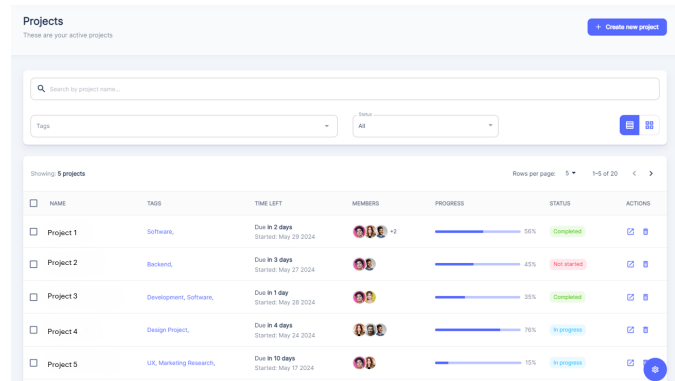 Projects
These are your active projects
+ Create new project
Search by project name...
Tags
Status
All
Showing: 5 projects
Rows per page: 5
1–5 of 20
NAME TAGS TIME LEFT MEMBERS PROGRESS STATUS ACTIONS
Project 1 Software, Due in 2 days +2 56% Completed
Started: May 29 2024
Project 2 Backend, Due in 3 days 45% Not started
Started: May 27 2024
Project 3 Development, Software, Due in 1 day 35% Completed
Started: May 28 2024
Project 4 Design Project, Due in 4 days 76% In progress
Started: May 24 2024
Project 5 UX, Marketing Research, Due in 10 days 15% In progress
Started: May 17 2024